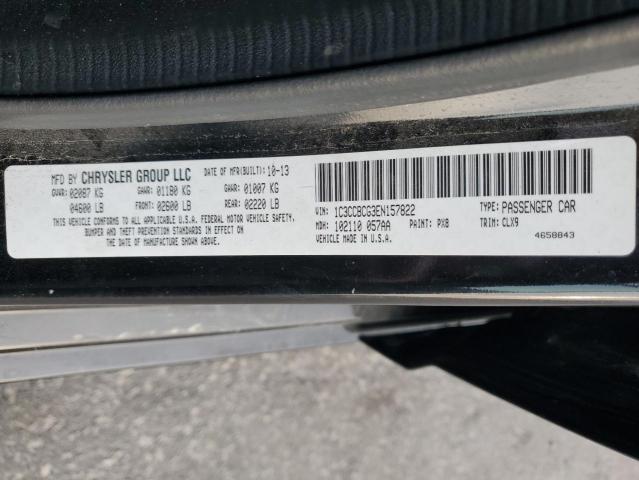 MFD BY CHRYSLER GROUP LLC DATE OF MFR(BUILT): 10-13
GVWR: 02087 KG GAWR: 01180 KG GAWR: 01007 KG
04600 LB FRONT: 02600 LB REAR: 02220 LB
THIS VEHICLE CONFORMS TO ALL APPLICABLE U.S.A. FEDERAL MOTOR VEHICLE SAFETY,
BUMPER, AND THEFT PREVENTION STANDARDS IN EFFECT ON
THE DATE OF MANUFACTURE SHOWN ABOVE.
VIN: 1C3CCBCG3EN157822 TYPE: PASSENGER CAR
MDH: 102110 057AA PAINT: PX8 TRIM: CLX9
VEHICLE MADE IN U.S.A. 4658843